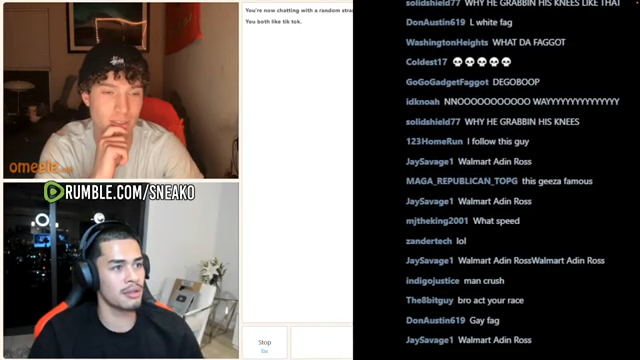 You're now chatting with a random stra
You both like tik tok.
omegle
RUMBLE.COM/SNEAKO
Stop
Esc
solidshield77 WHY HE GRABBIN HIS KNEES LIKE THAT
DonAustin619 L white fag
WashingtonHeights WHAT DA FAGGOT
Coldest17 💀💀💀💀💀
GoGoGadgetFaggot DEGOBOOP
idknoah NNOOOOOOOOOOO WAYYYYYYYYYYYYYYY
solidshield77 WHY HE GRABBIN HIS KNEES
123HomeRun I follow this guy
JaySavage1 Walmart Adin Ross
MAGA_REPUBLICAN_TOPG this geeza famous
JaySavage1 Walmart Adin Ross
mjtheking2001 What speed
zandertech lol
JaySavage1 Walmart Adin RossWalmart Adin Ross
indigojustice man crush
The8bitguy bro act your race
DonAustin619 Gay fag
JaySavage1 Walmart Adin Ross